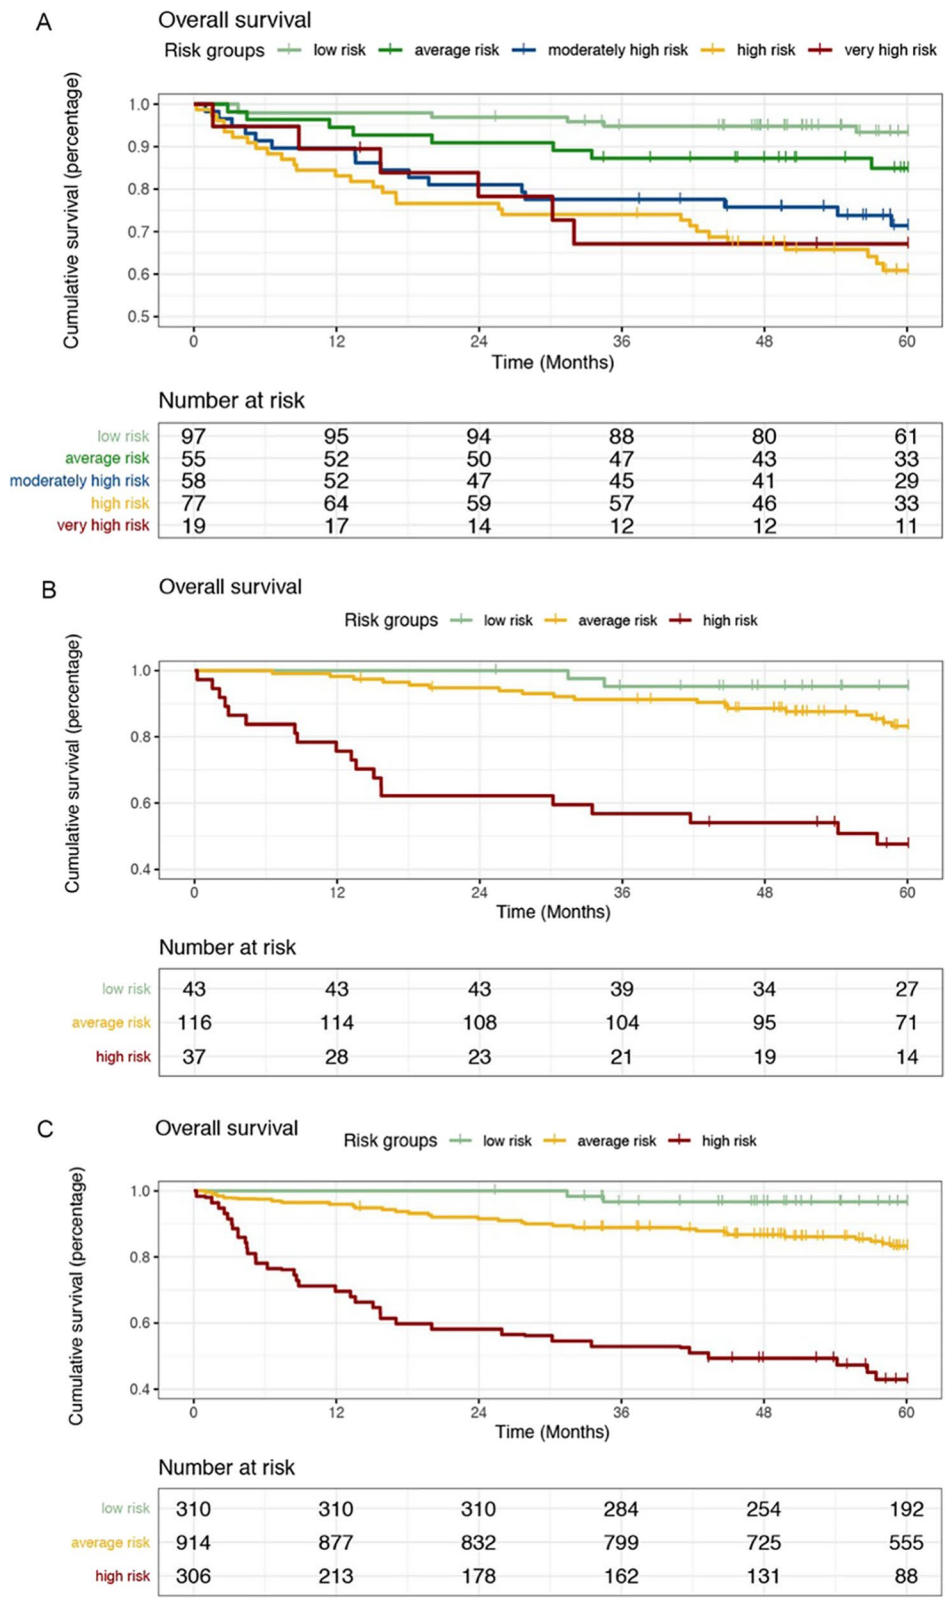 A
Overall survival
Risk groups low risk average risk moderately high risk high risk very high risk
Cumulative survival (percentage)
1.0
0.9
0.8
0.7
0.6
0.5
0 12 24 36 48 60
Time (Months)
Number at risk
low risk 97 95 94 88 80 61
average risk 55 52 50 47 43 33
moderately high risk 58 52 47 45 41 29
high risk 77 64 59 57 46 33
very high risk 19 17 14 12 12 11
B
Overall survival
Risk groups low risk average risk high risk
Cumulative survival (percentage)
1.0
0.8
0.6
0.4
0 12 24 36 48 60
Time (Months)
Number at risk
low risk 43 43 43 39 34 27
average risk 116 114 108 104 95 71
high risk 37 28 23 21 19 14
C
Overall survival
Risk groups low risk average risk high risk
Cumulative survival (percentage)
1.0
0.8
0.6
0.4
0 12 24 36 48 60
Time (Months)
Number at risk
low risk 310 310 310 284 254 192
average risk 914 877 832 799 725 555
high risk 306 213 178 162 131 88